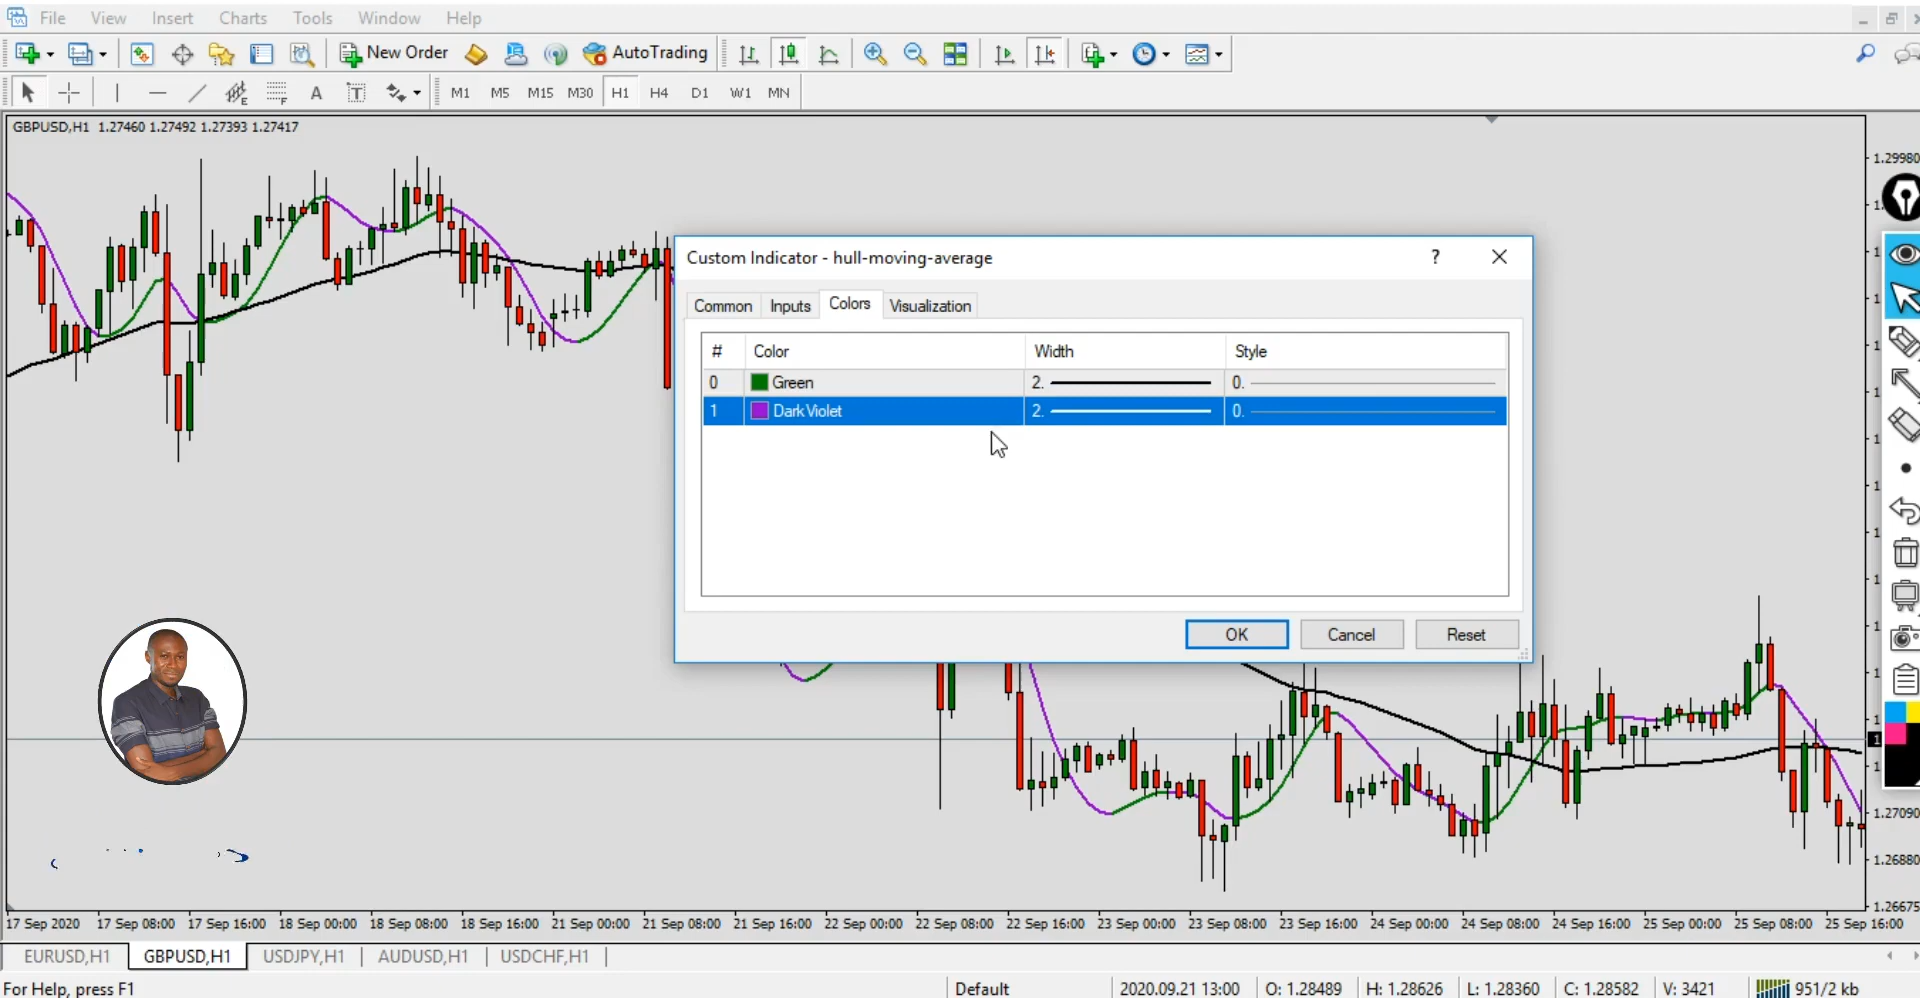 File View Insert Charts Tools Window Help
New Order AutoTrading
E F A T M1 M5 M15 M30 H1 H4 D1 W1 MN
GBPUSD,H1 1.27460 1.27492 1.27393 1.27417
1.29980
Custom Indicator - hull-moving-average ? ×
Common Inputs Colors Visualization
# Color Width Style
0 Green 2. 0.
1 DarkViolet 2. 0.
OK Cancel Reset
1.27090
1.26880
1.26675
17 Sep 2020 17 Sep 08:00 17 Sep 16:00 18 Sep 00:00 18 Sep 08:00 18 Sep 16:00 21 Sep 00:00 21 Sep 08:00 21 Sep 16:00 22 Sep 00:00 22 Sep 08:00 22 Sep 16:00 23 Sep 00:00 23 Sep 08:00 23 Sep 16:00 24 Sep 00:00 24 Sep 08:00 24 Sep 16:00 25 Sep 00:00 25 Sep 08:00 25 Sep 16:00
EURUSD,H1 GBPUSD,H1 USDJPY,H1 AUDUSD,H1 USDCHF,H1
For Help, press F1 Default 2020.09.21 13:00 O: 1.28489 H: 1.28626 L: 1.28360 C: 1.28582 V: 3421 951/2 kb